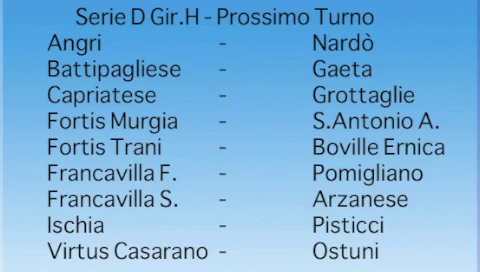 Serie D Gir.H - Prossimo Turno
Angri - Nardò
Battipagliese - Gaeta
Capriatese - Grottaglie
Fortis Murgia - S.Antonio A.
Fortis Trani - Boville Ernica
Francavilla F. - Pomigliano
Francavilla S. - Arzanese
Ischia - Pisticci
Virtus Casarano - Ostuni